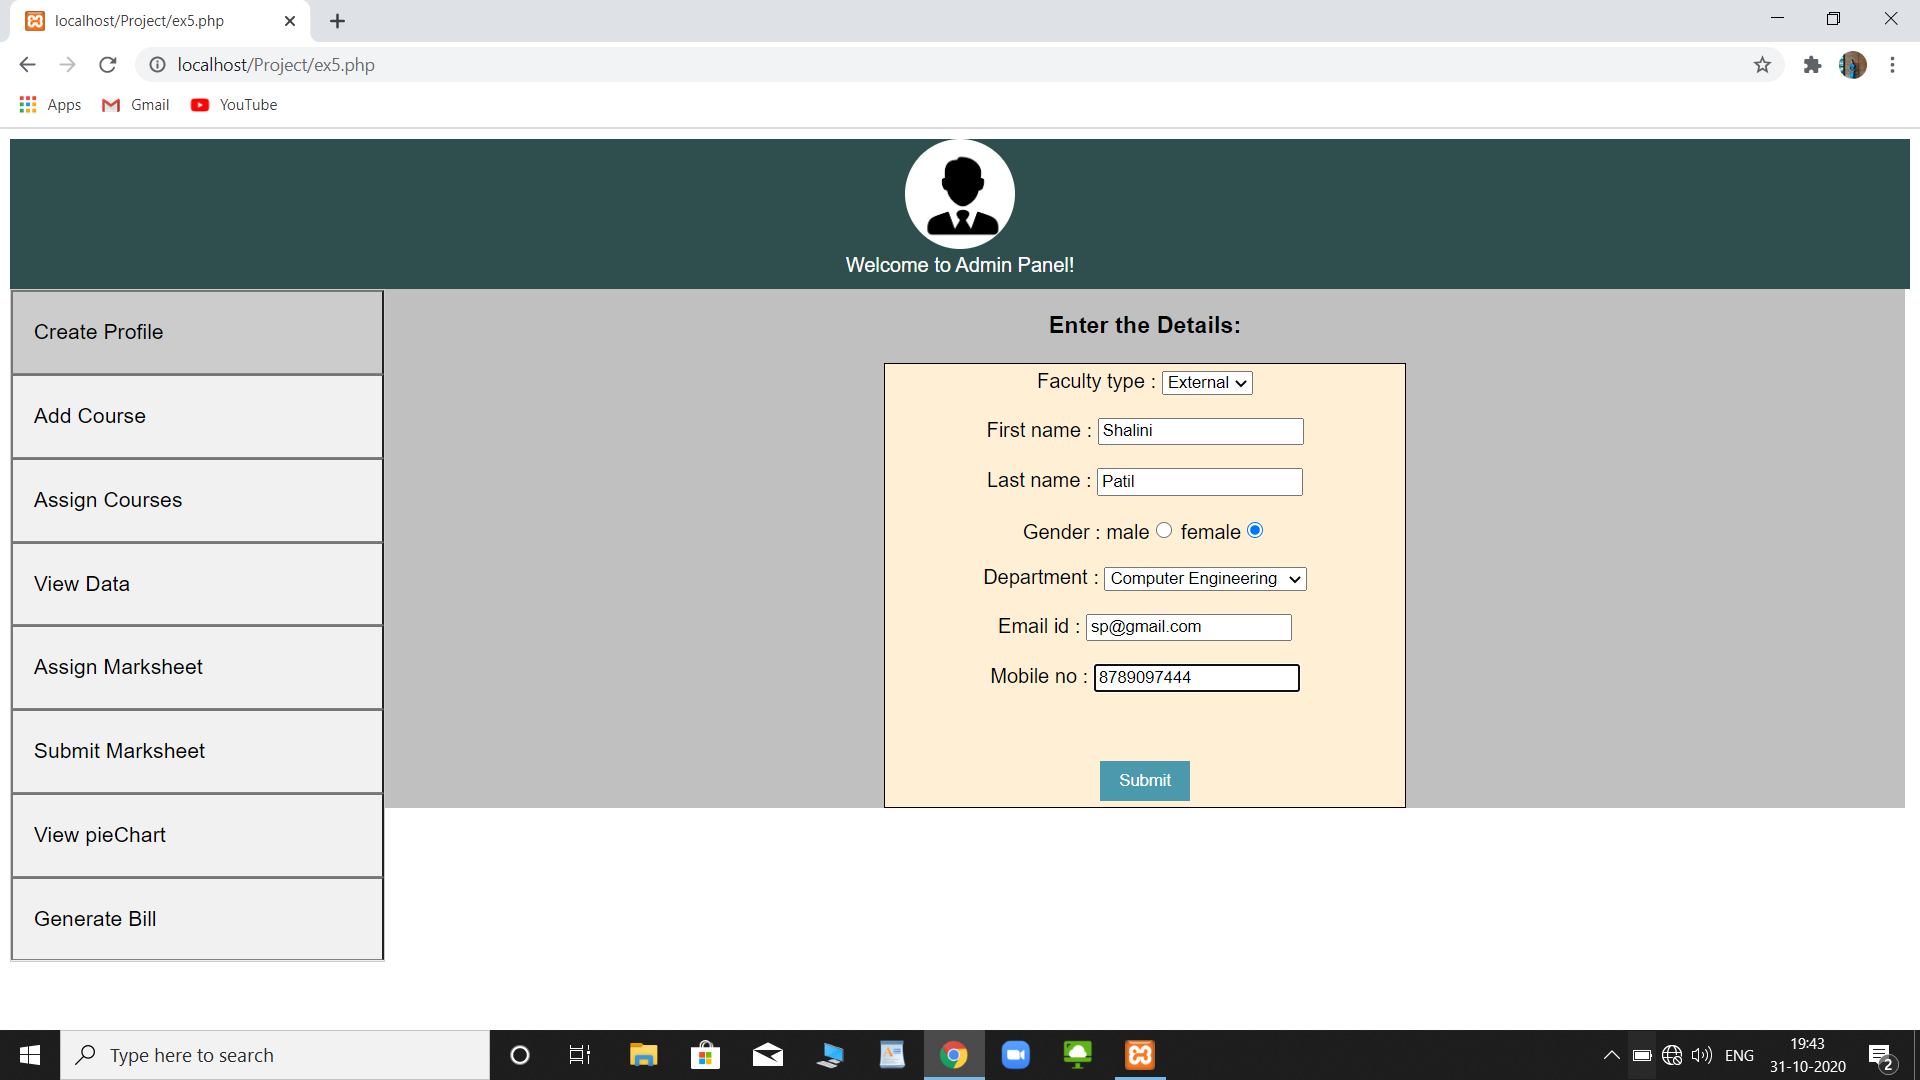 localhost/Project/ex5.php
localhost/Project/ex5.php
Apps Gmail YouTube
Welcome to Admin Panel!
Create Profile
Add Course
Assign Courses
View Data
Assign Marksheet
Submit Marksheet
View pieChart
Generate Bill
Enter the Details:
Faculty type : External
First name : Shalini
Last name : Patil
Gender : male female
Department : Computer Engineering
Email id : sp@gmail.com
Mobile no : 8789097444
Submit
Type here to search
ENG
19:43
31-10-2020
2